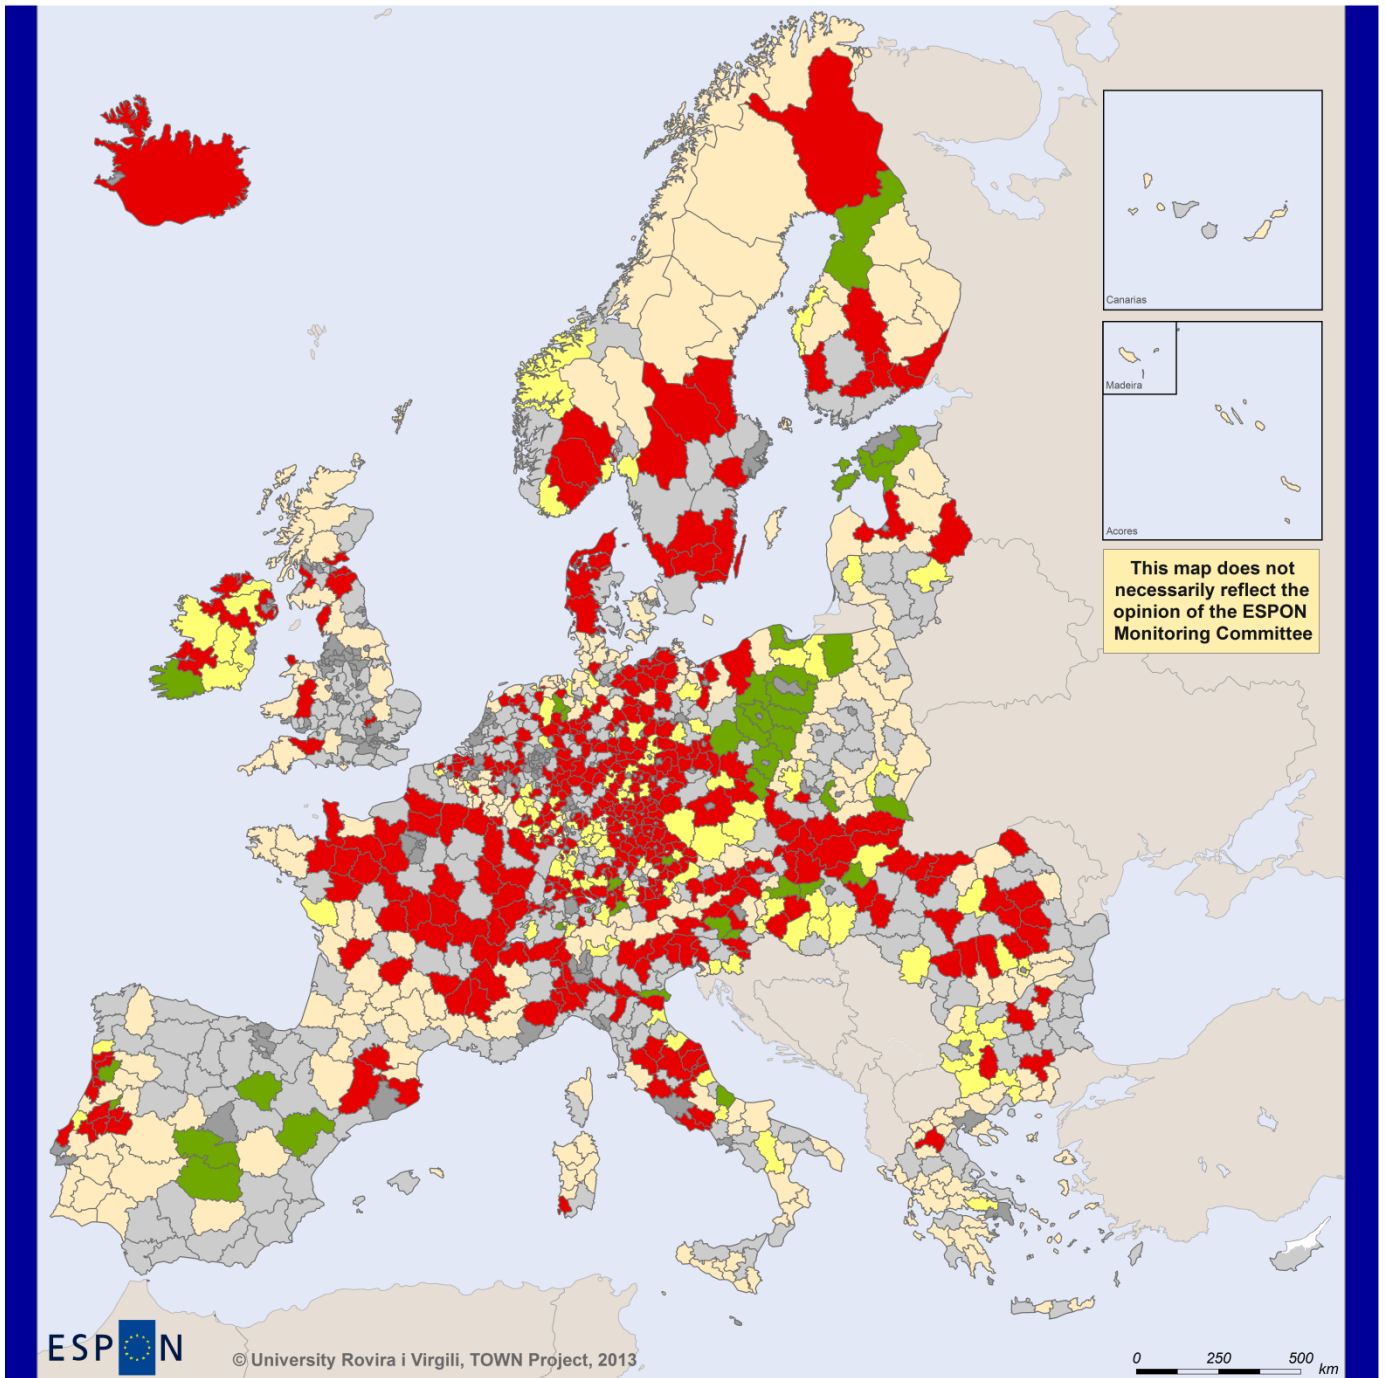 Canarias
Madeira
Acores
This map does not
necessarily reflect the
opinion of the ESPON
Monitoring Committee
ESPON
© University Rovira i Virgili, TOWN Project, 2013
0 250 500
km